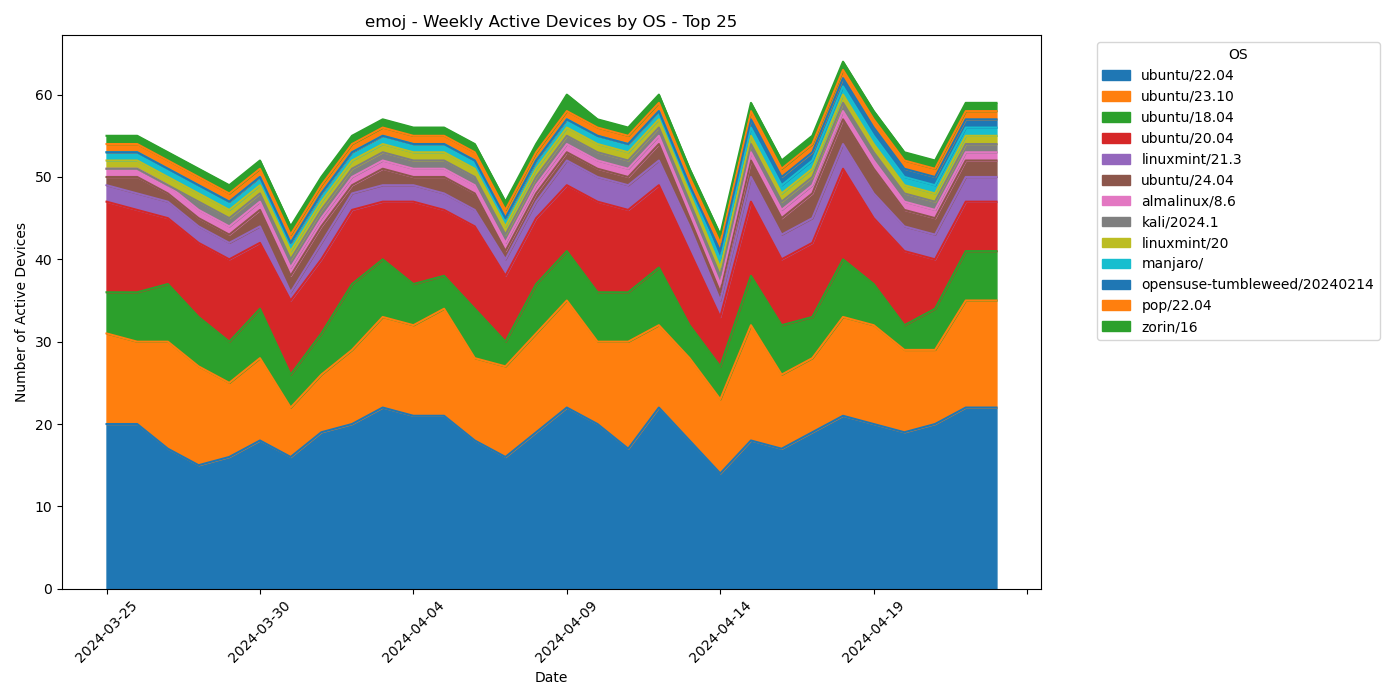 emoj - Weekly Active Devices by OS - Top 25
Number of Active Devices
60
50
40
30
20
10
0
2024-03-25
2024-03-30
2024-04-04
2024-04-09
2024-04-14
2024-04-19
Date
OS
ubuntu/22.04
ubuntu/23.10
ubuntu/18.04
ubuntu/20.04
linuxmint/21.3
ubuntu/24.04
almalinux/8.6
kali/2024.1
linuxmint/20
manjaro/
opensuse-tumbleweed/20240214
pop/22.04
zorin/16